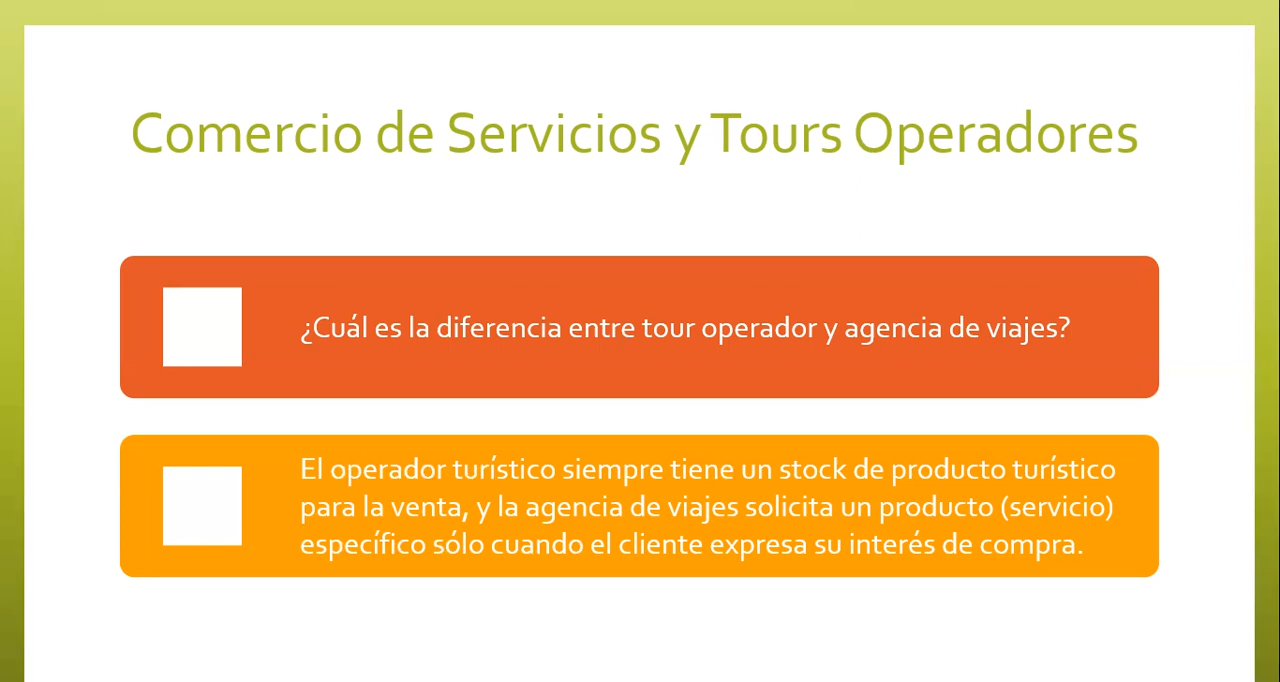 Comercio de Servicios y Tours Operadores
¿Cuál es la diferencia entre tour operador y agencia de viajes?
El operador turístico siempre tiene un stock de producto turístico
para la venta, y la agencia de viajes solicita un producto (servicio)
específico sólo cuando el cliente expresa su interés de compra.